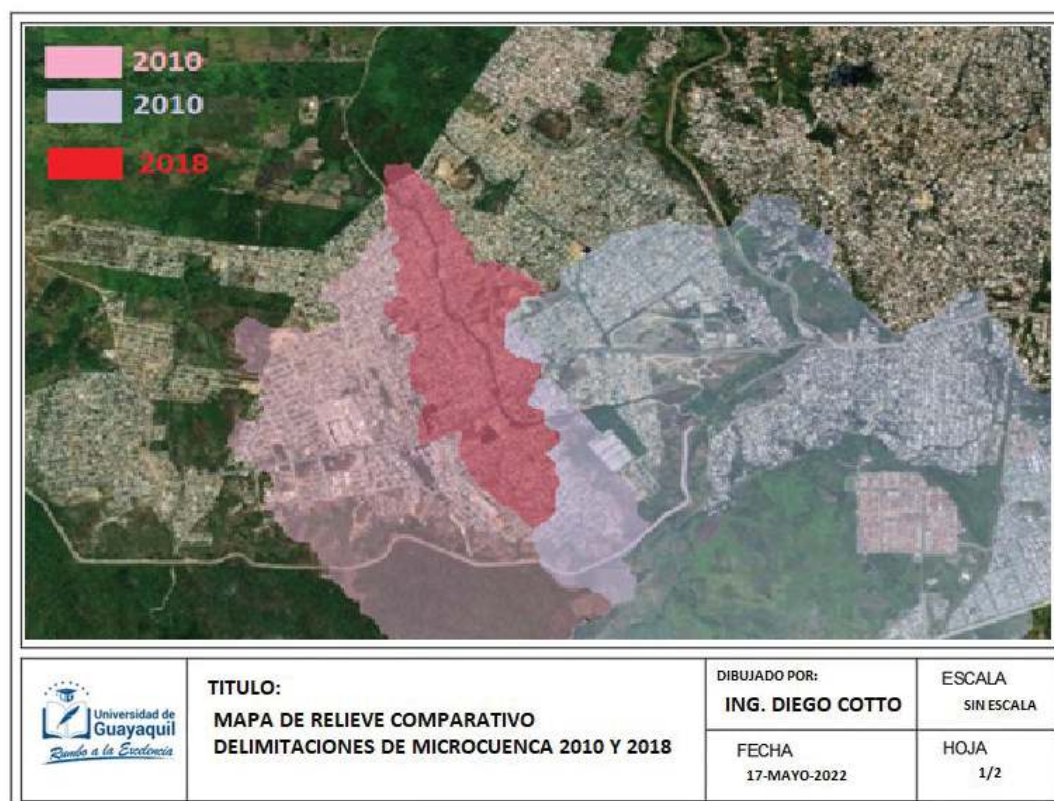 2010
2010
2018
Universidad de
Guayaquil
Rumbo a la Excelencia
TITULO:
MAPA DE RELIEVE COMPARATIVO
DELIMITACIONES DE MICROCUENCA 2010 Y 2018
DIBUJADO POR:
ING. DIEGO COTTO
ESCALA
SIN ESCALA
FECHA
17-MAYO-2022
HOJA
1/2